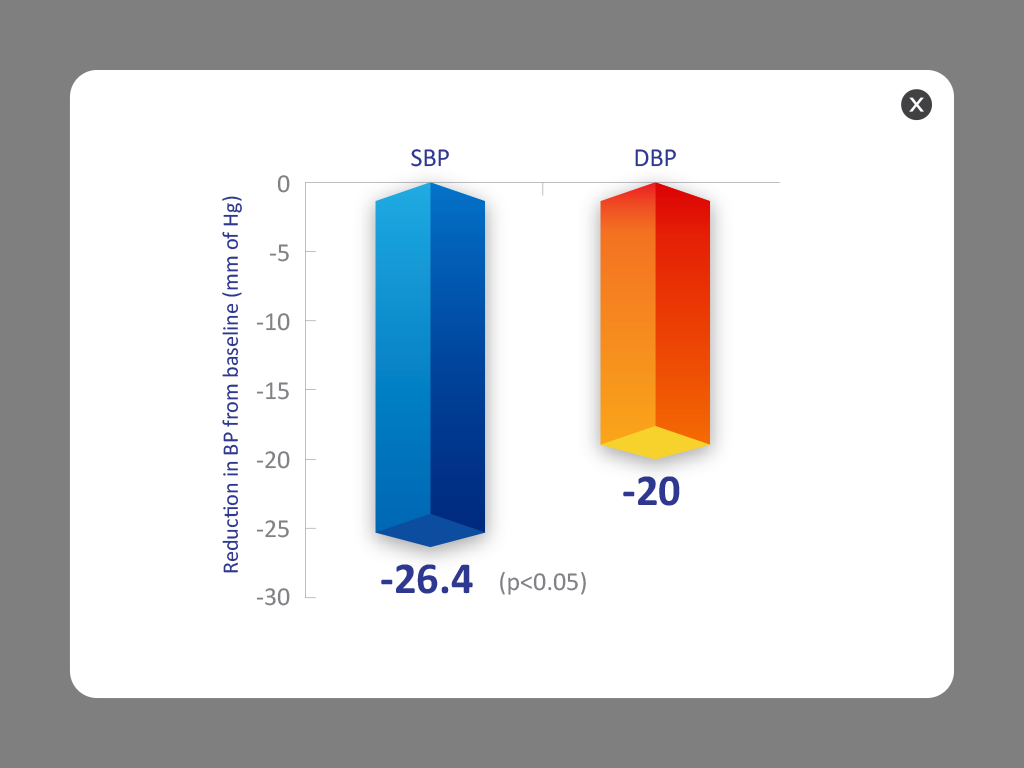 X
SBP
DBP
Reduction in BP from baseline (mm of Hg)
0
-5
-10
-15
-20
-25
-30
-20
-26.4 (p<0.05)